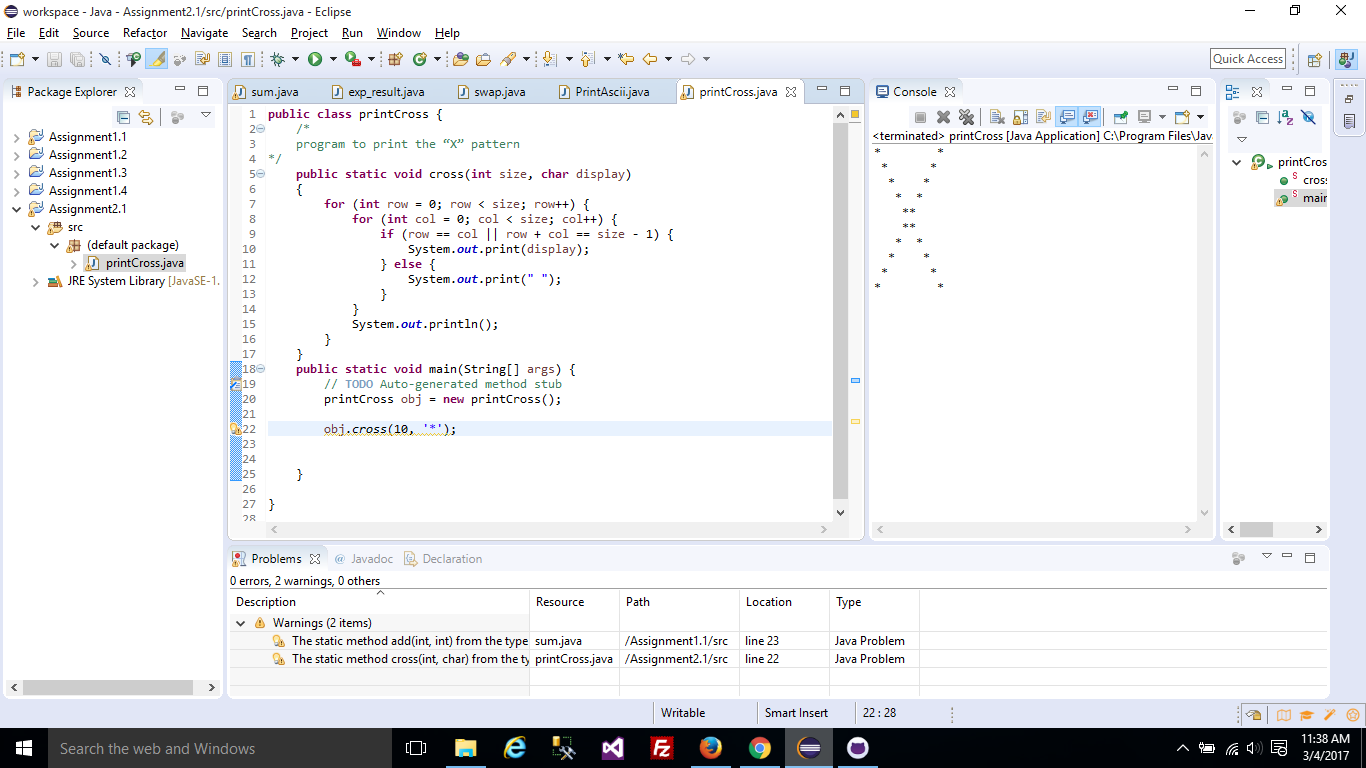 workspace - Java - Assignment2.1/src/printCross.java - Eclipse
File Edit Source Refactor Navigate Search Project Run Window Help
Quick Access
Package Explorer
Assignment1.1
Assignment1.2
Assignment1.3
Assignment1.4
Assignment2.1
src
(default package)
printCross.java
JRE System Library [JavaSE-1.
sum.java exp_result.java swap.java PrintAscii.java printCross.java
1 public class printCross {
2 /*
3 program to print the “X” pattern
4 */
5 public static void cross(int size, char display)
6 {
7 for (int row = 0; row < size; row++) {
8 for (int col = 0; col < size; col++) {
9 if (row == col || row + col == size - 1) {
10 System.out.print(display);
11 } else {
12 System.out.print(" ");
13 }
14 }
15 System.out.println();
16 }
17 }
18 public static void main(String[] args) {
19 // TODO Auto-generated method stub
20 printCross obj = new printCross();
21
22 obj.cross(10, '*');
23
24
25 }
26
27 }
28
Console
<terminated> printCross [Java Application] C:\Program Files\Java
*        *
 *      *
  *    *
   *  *
    **
    **
   *  *
  *    *
 *      *
*        *
printCros
cross
main
Problems @ Javadoc Declaration
0 errors, 2 warnings, 0 others
Description Resource Path Location Type
Warnings (2 items)
The static method add(int, int) from the type sum.java /Assignment1.1/src line 23 Java Problem
The static method cross(int, char) from the ty printCross.java /Assignment2.1/src line 22 Java Problem
Writable Smart Insert 22 : 28
Search the web and Windows
11:38 AM
3/4/2017